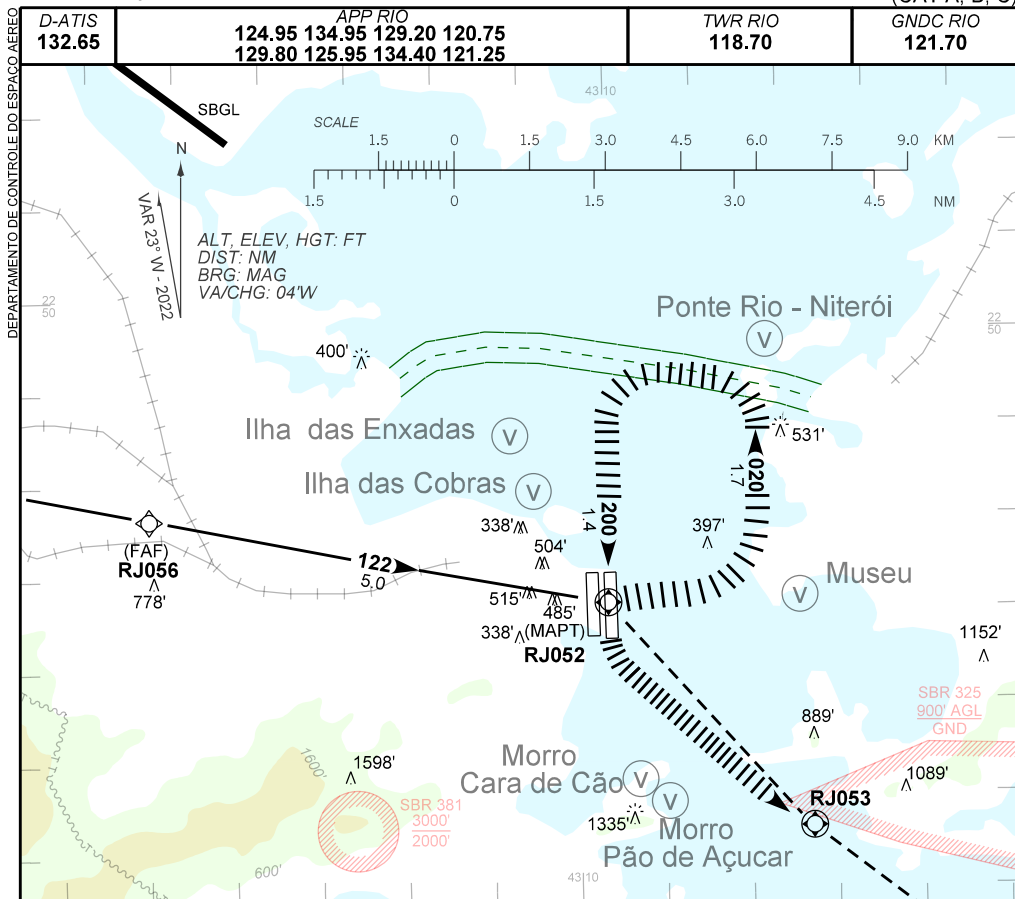 (CAT A, B, C)
DEPARTAMENTO DE CONTROLE DO ESPAÇO AÉREO
D-ATIS
132.65
APP RIO
124.95 134.95 129.20 120.75
129.80 125.95 134.40 121.25
TWR RIO
118.70
GNDC RIO
121.70
43 10
SBGL
SCALE
1.5 0 1.5 3.0 4.5 6.0 7.5 9.0 KM
1.5 0 1.5 3.0 4.5 NM
N
VAR 23° W - 2022
ALT, ELEV, HGT: FT
DIST: NM
BRG: MAG
VA/CHG: 04'W
22
50
22
50
Ponte Rio - Niterói
V
400'
Ilha das Enxadas
V
531'
Ilha das Cobras
V
020
1.7
200
1.4
338'
397'
(FAF)
RJ056
778'
122
5.0
504'
515'
485'
338'
(MAPT)
RJ052
Museu
V
1152'
SBR 325
900' AGL
GND
889'
1089'
1600'
1598'
Morro
Cara de Cão
V
V
RJ053
SBR 381
3000'
2000'
1335'
Morro
Pão de Açucar
600'
43 10